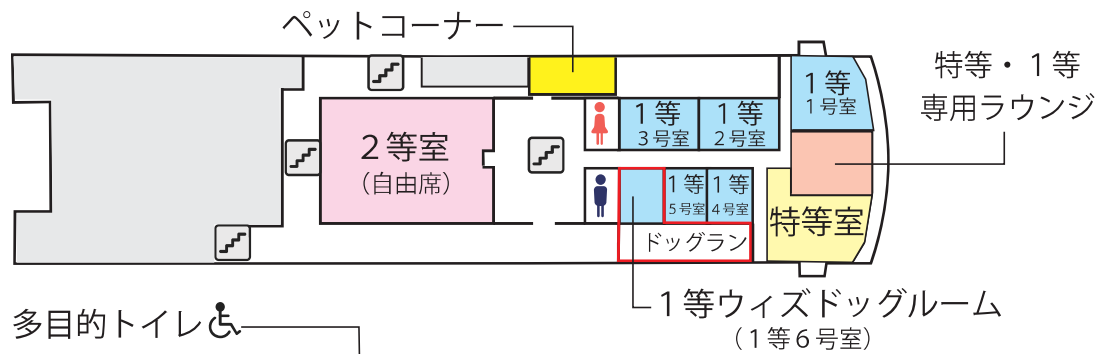 ペットコーナー
特等・１等
専用ラウンジ
１等
１号室
１等
３号室
１等
２号室
２等室
（自由席）
１等
５号室
１等
４号室
特等室
ドッグラン
１等ウィズドッグルーム
（１等６号室）
多目的トイレ